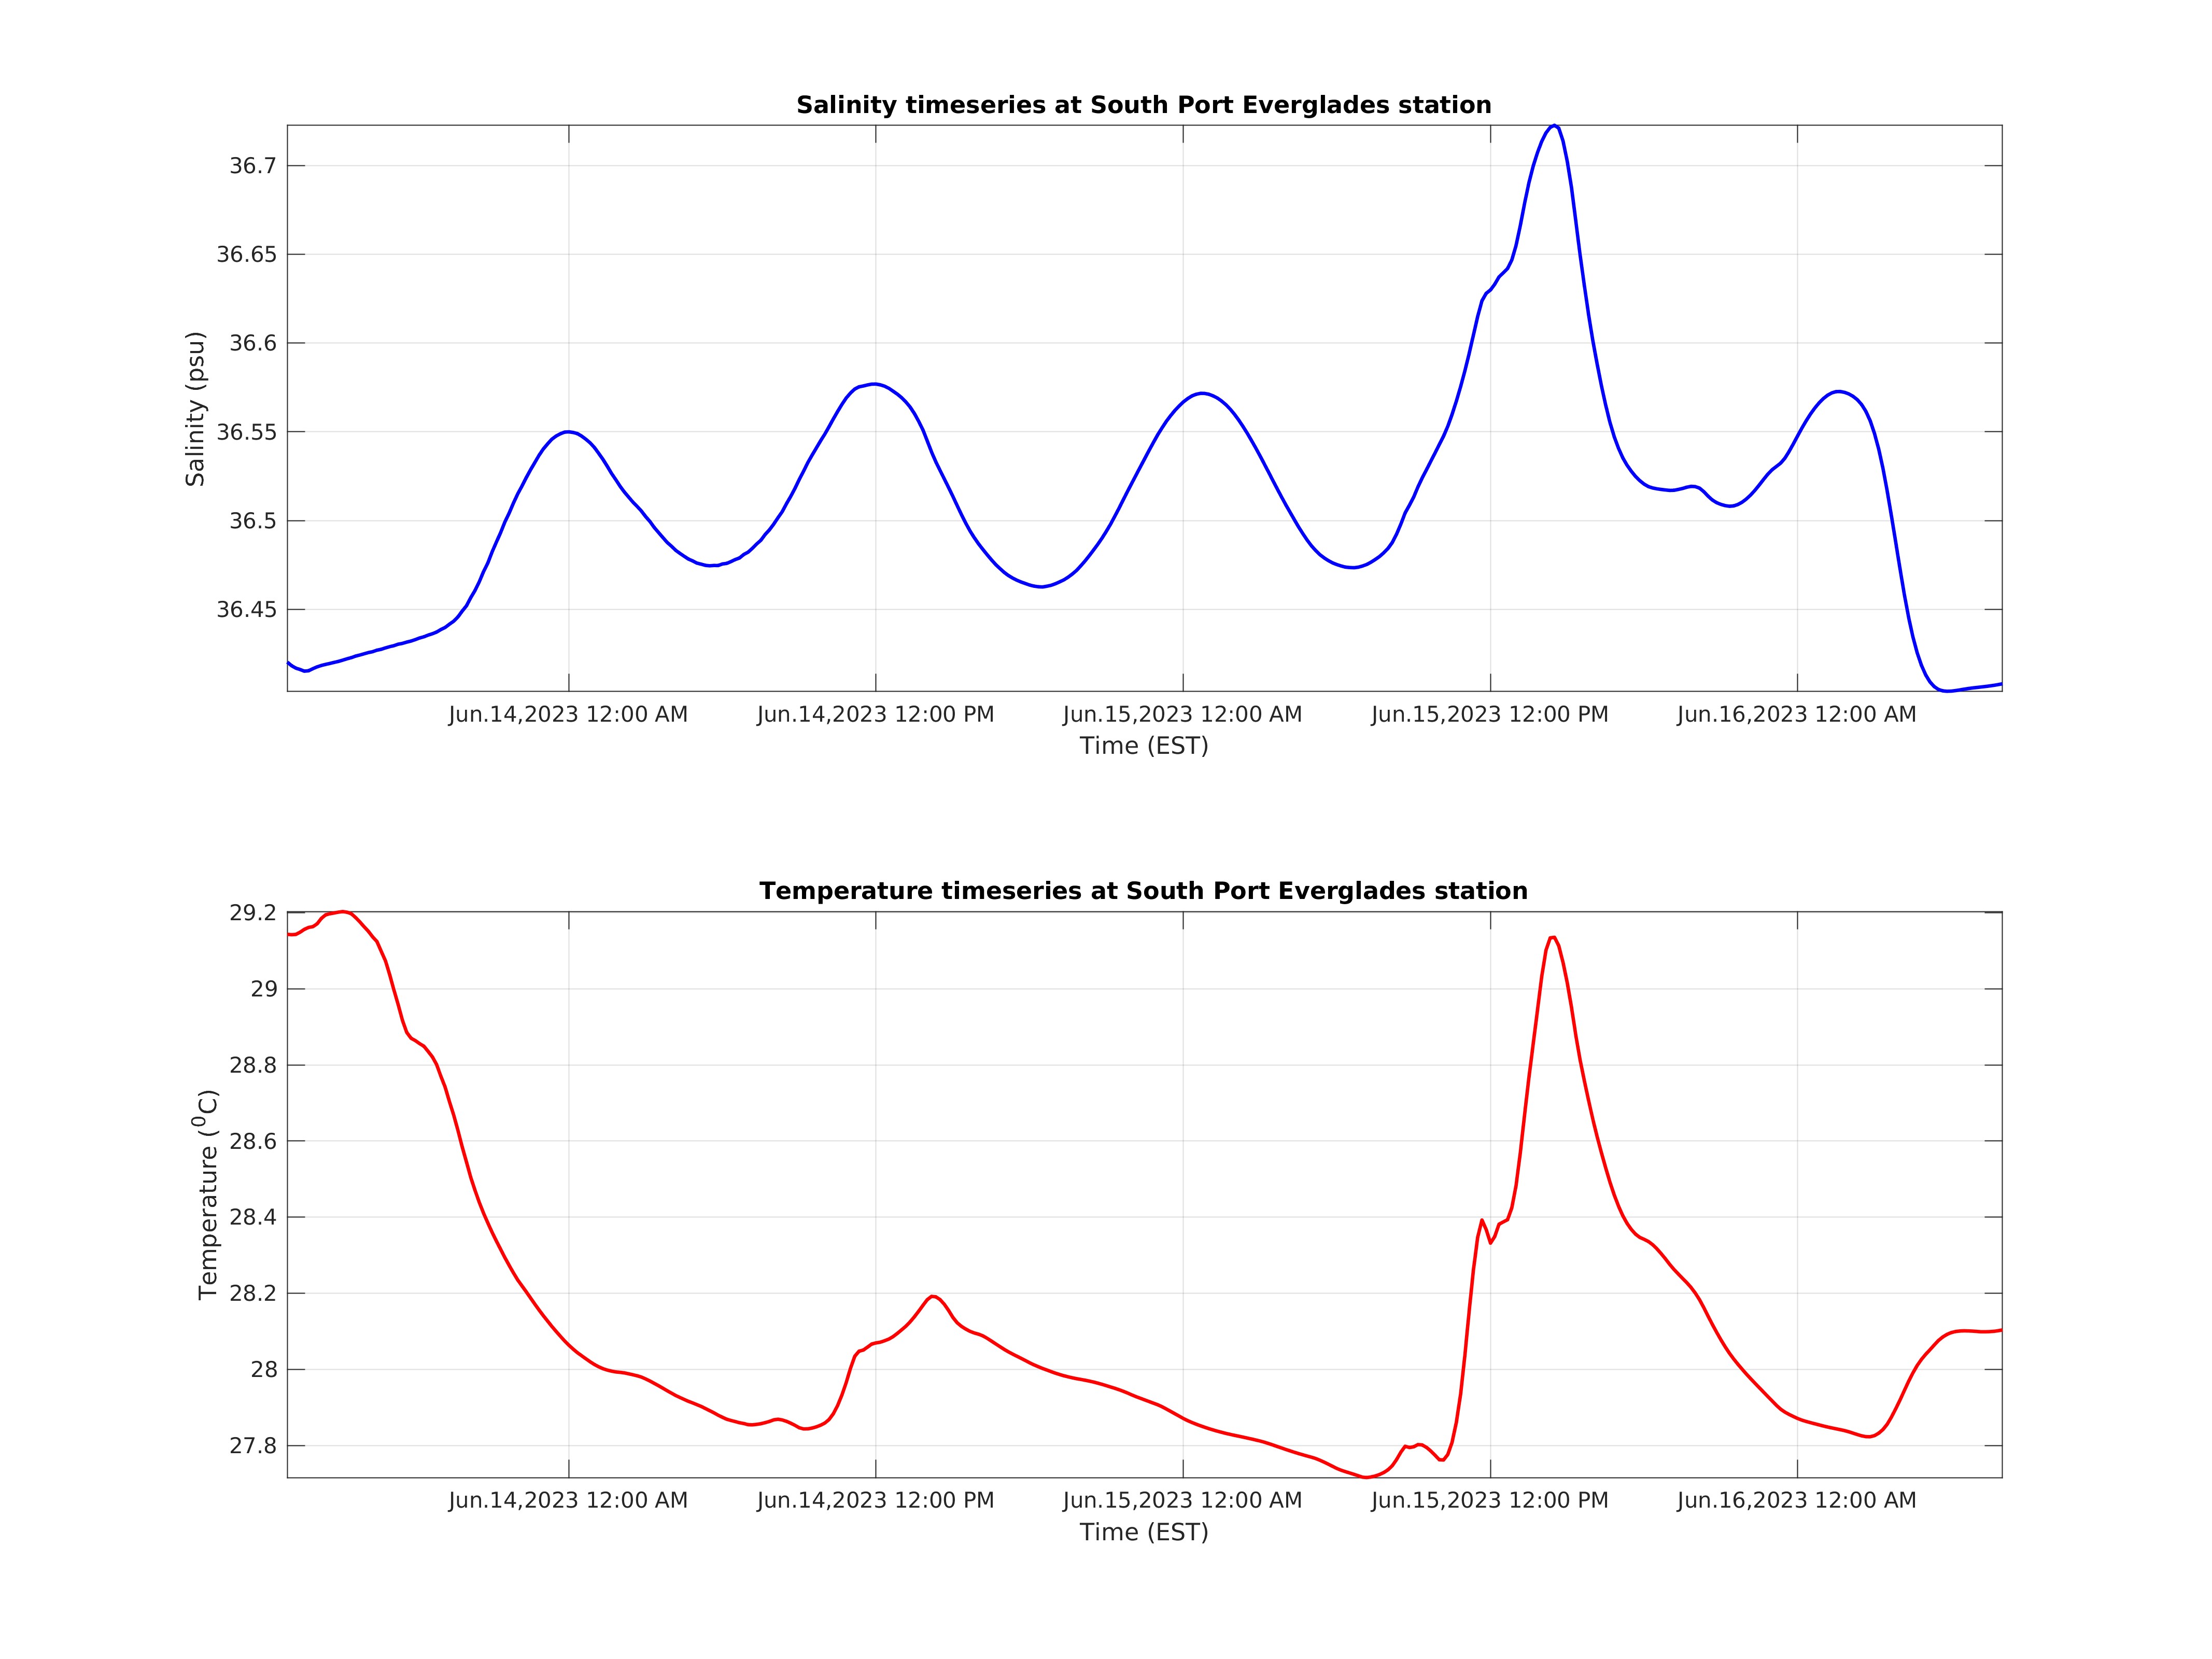 Salinity timeseries at South Port Everglades station
36.7
36.65
36.6
36.55
36.5
36.45
Salinity (psu)
Jun.14,2023 12:00 AM Jun.14,2023 12:00 PM Jun.15,2023 12:00 AM Jun.15,2023 12:00 PM Jun.16,2023 12:00 AM
Time (EST)
Temperature timeseries at South Port Everglades station
29.2
29
28.8
28.6
28.4
28.2
28
27.8
Temperature (⁰C)
Jun.14,2023 12:00 AM Jun.14,2023 12:00 PM Jun.15,2023 12:00 AM Jun.15,2023 12:00 PM Jun.16,2023 12:00 AM
Time (EST)